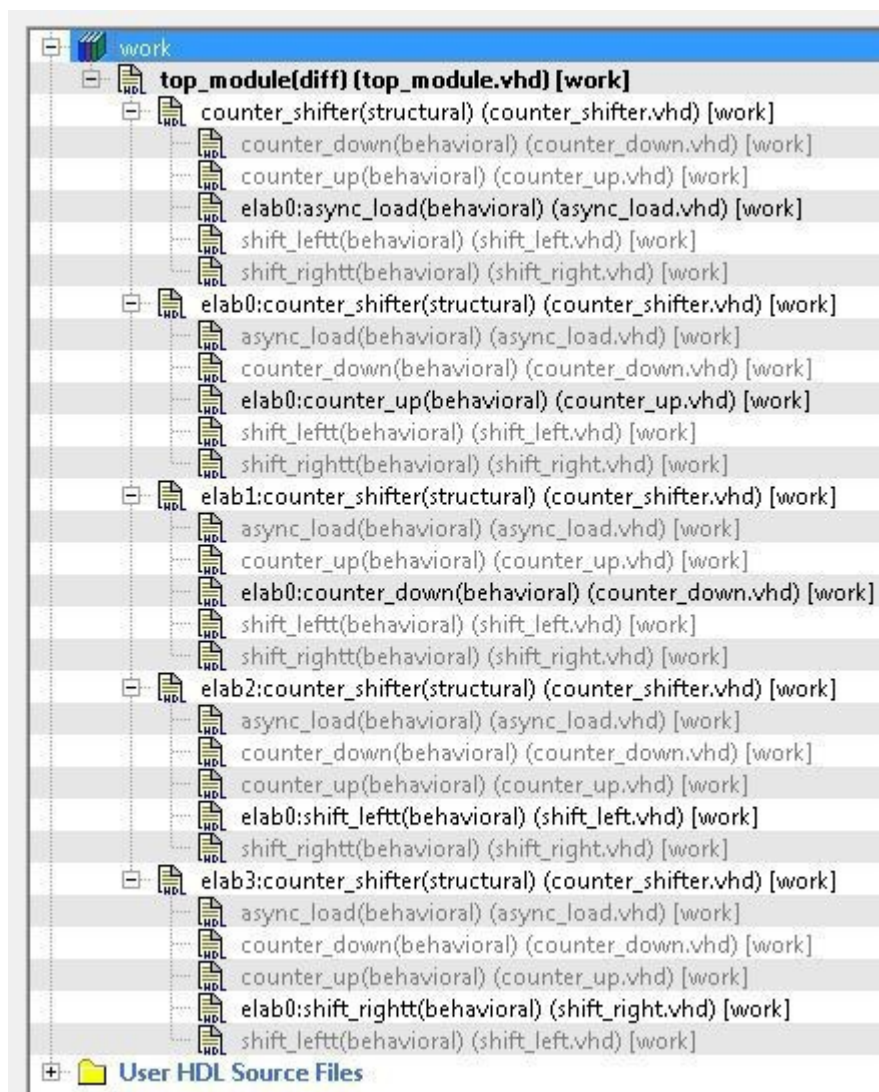 work
top_module(diff) (top_module.vhd) [work]
counter_shifter(structural) (counter_shifter.vhd) [work]
counter_down(behavioral) (counter_down.vhd) [work]
counter_up(behavioral) (counter_up.vhd) [work]
elab0:async_load(behavioral) (async_load.vhd) [work]
shift_leftt(behavioral) (shift_left.vhd) [work]
shift_rightt(behavioral) (shift_right.vhd) [work]
elab0:counter_shifter(structural) (counter_shifter.vhd) [work]
async_load(behavioral) (async_load.vhd) [work]
counter_down(behavioral) (counter_down.vhd) [work]
elab0:counter_up(behavioral) (counter_up.vhd) [work]
shift_leftt(behavioral) (shift_left.vhd) [work]
shift_rightt(behavioral) (shift_right.vhd) [work]
elab1:counter_shifter(structural) (counter_shifter.vhd) [work]
async_load(behavioral) (async_load.vhd) [work]
counter_up(behavioral) (counter_up.vhd) [work]
elab0:counter_down(behavioral) (counter_down.vhd) [work]
shift_leftt(behavioral) (shift_left.vhd) [work]
shift_rightt(behavioral) (shift_right.vhd) [work]
elab2:counter_shifter(structural) (counter_shifter.vhd) [work]
async_load(behavioral) (async_load.vhd) [work]
counter_down(behavioral) (counter_down.vhd) [work]
counter_up(behavioral) (counter_up.vhd) [work]
elab0:shift_leftt(behavioral) (shift_left.vhd) [work]
shift_rightt(behavioral) (shift_right.vhd) [work]
elab3:counter_shifter(structural) (counter_shifter.vhd) [work]
async_load(behavioral) (async_load.vhd) [work]
counter_down(behavioral) (counter_down.vhd) [work]
counter_up(behavioral) (counter_up.vhd) [work]
elab0:shift_rightt(behavioral) (shift_right.vhd) [work]
shift_leftt(behavioral) (shift_left.vhd) [work]
User HDL Source Files